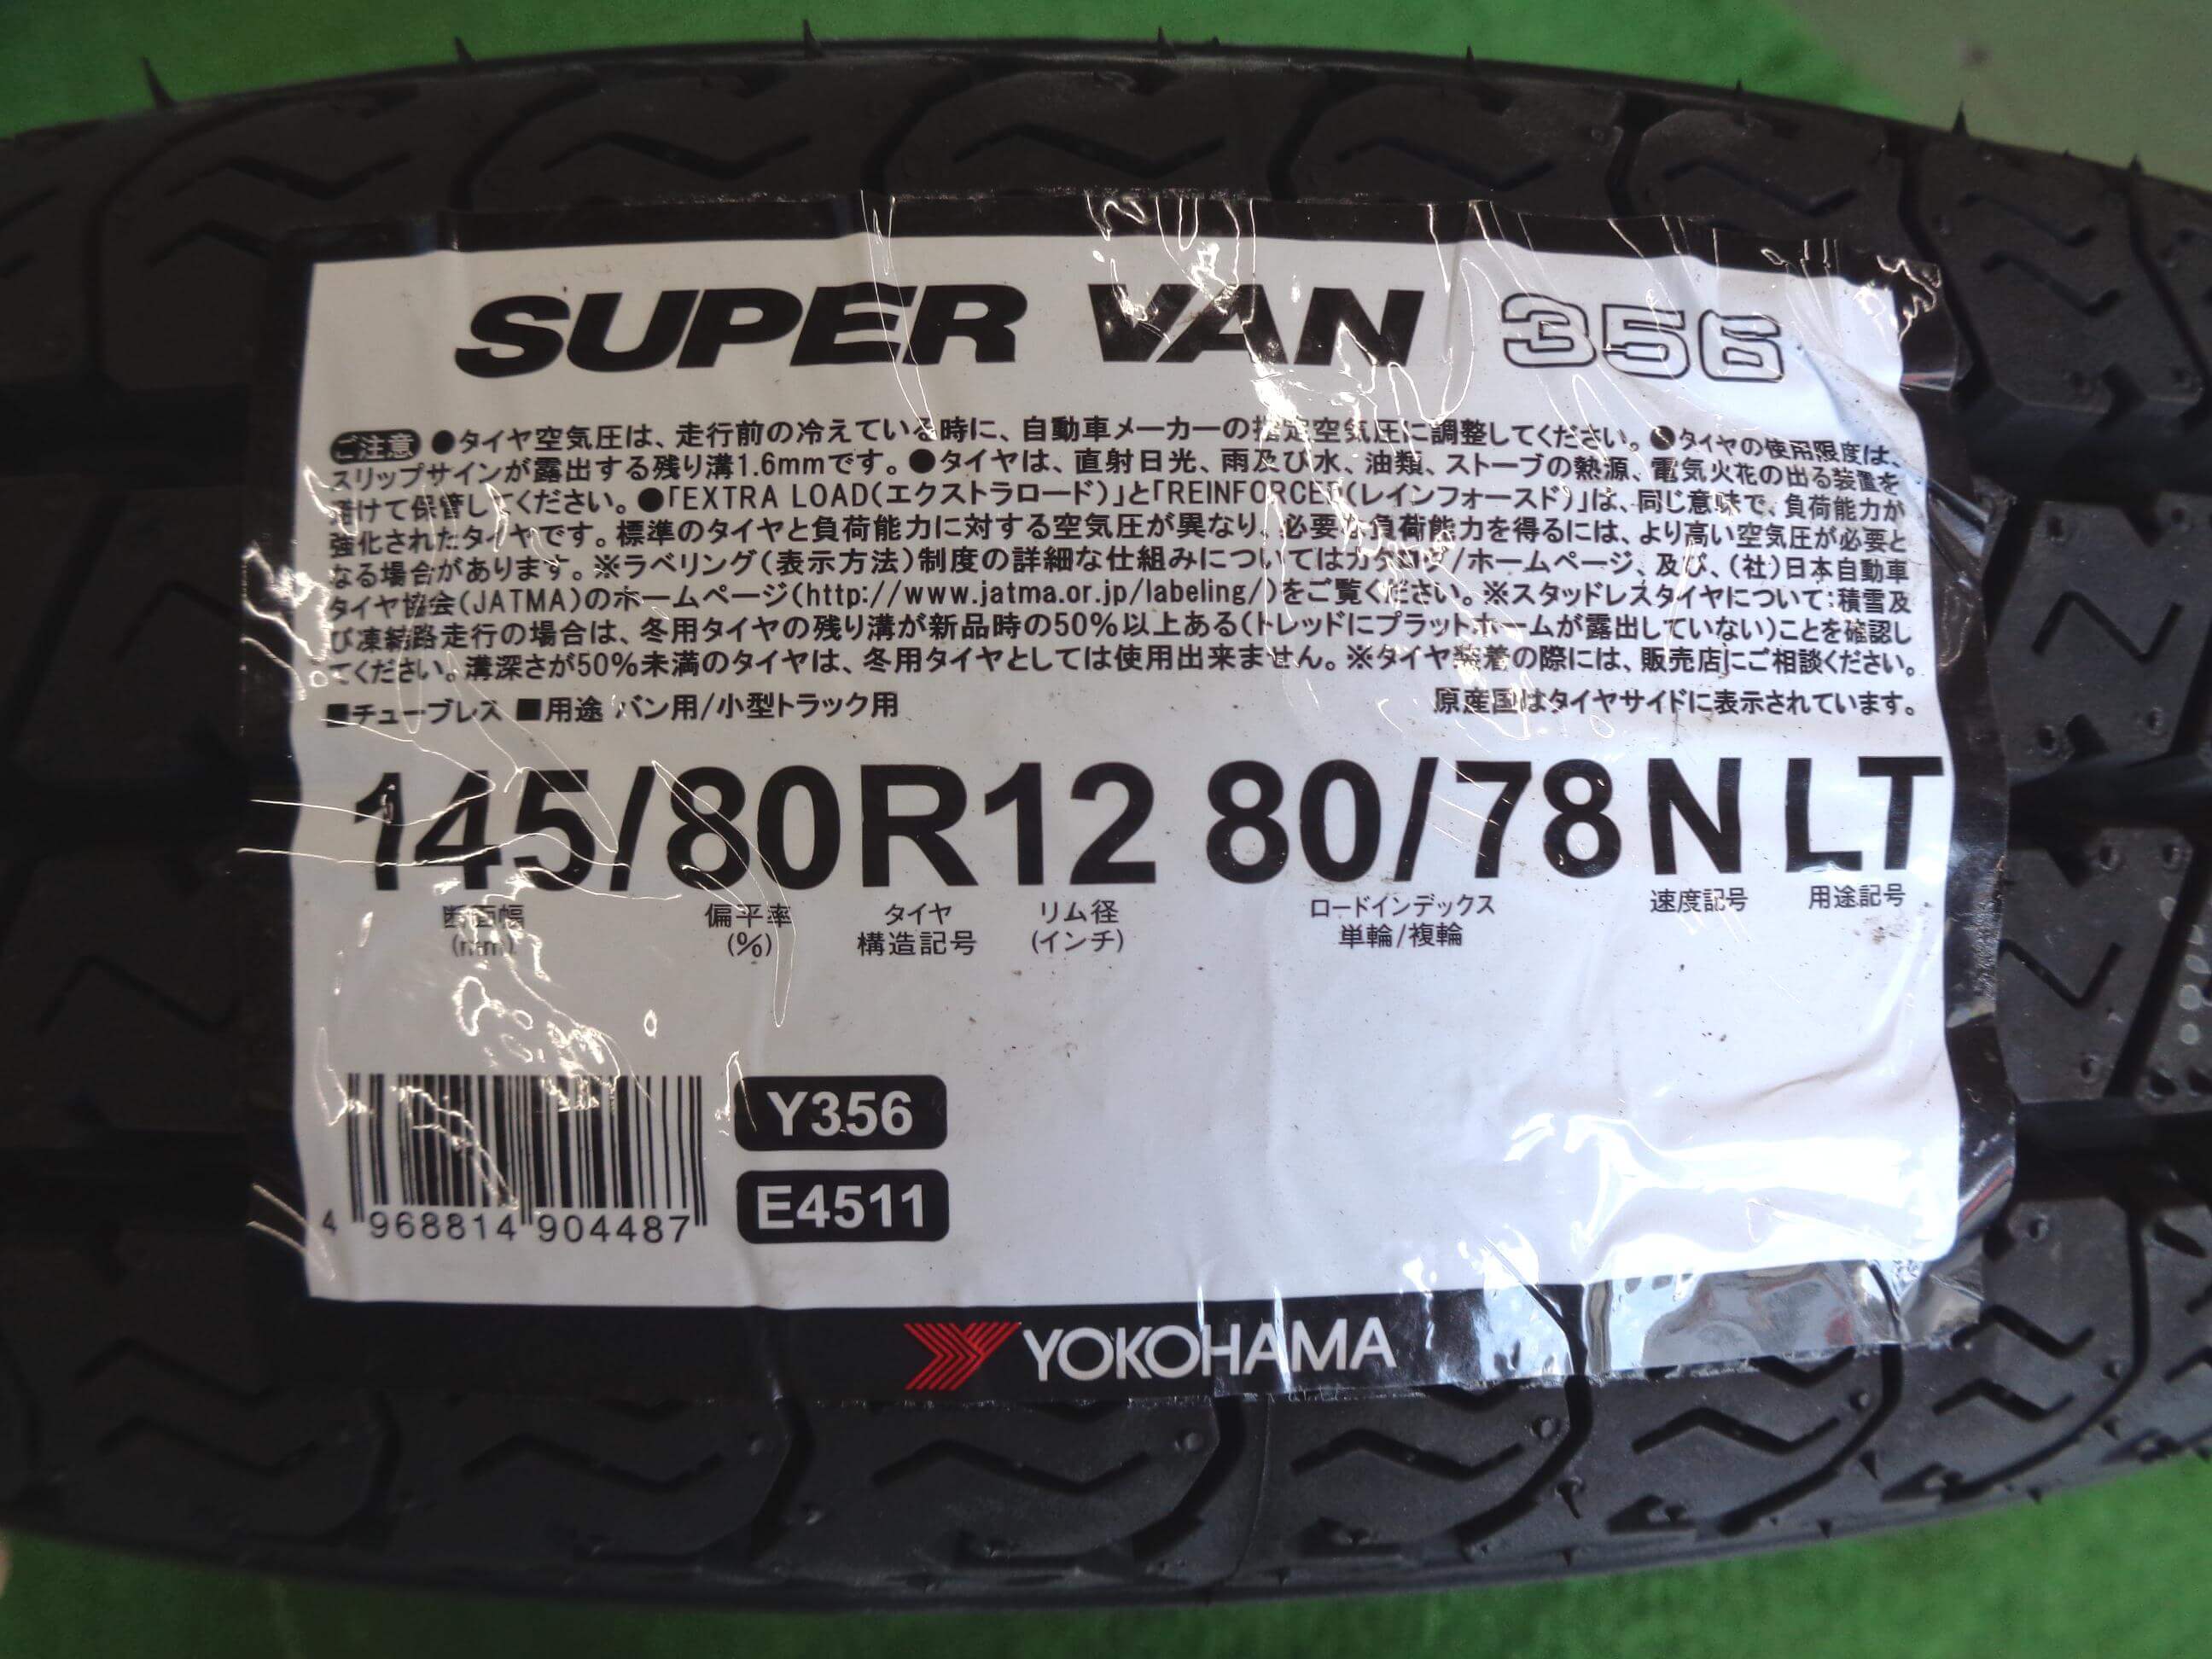 SUPER VAN 356
ご注意 ●タイヤ空気圧は、走行前の冷えている時に、自動車メーカーの指定空気圧に調整してください。●タイヤの使用限度は、
スリップサインが露出する残り溝1.6mmです。●タイヤは、直射日光、雨及び水、油類、ストーブの熱源、電気火花の出る装置を
避けて保管してください。●「EXTRA LOAD(エクストラロード)」と「REINFORCED(レインフォースド)」は、同じ意味で、負荷能力が
強化されたタイヤです。標準のタイヤと負荷能力に対する空気圧が異なり、必要な負荷能力を得るには、より高い空気圧が必要と
なる場合があります。※ラベリング(表示方法)制度の詳細な仕組みについてはカタログ/ホームページ、及び、(社)日本自動車
タイヤ協会(JATMA)のホームページ(http://www.jatma.or.jp/labeling/)をご覧ください。※スタッドレスタイヤについて:積雪及
び凍結路走行の場合は、冬用タイヤの残り溝が新品時の50%以上ある(トレッドにプラットホームが露出していない)ことを確認し
てください。溝深さが50%未満のタイヤは、冬用タイヤとしては使用出来ません。※タイヤ装着の際には、販売店にご相談ください。
■チューブレス ■用途 バン用/小型トラック用 原産国はタイヤサイドに表示されています。
145/80R12 80/78N LT
断面幅 偏平率 タイヤ リム径 ロードインデックス 速度記号 用途記号
(mm) (%) 構造記号 (インチ) 単輪/複輪
Y356
E4511
4 968814 904487
YOKOHAMA